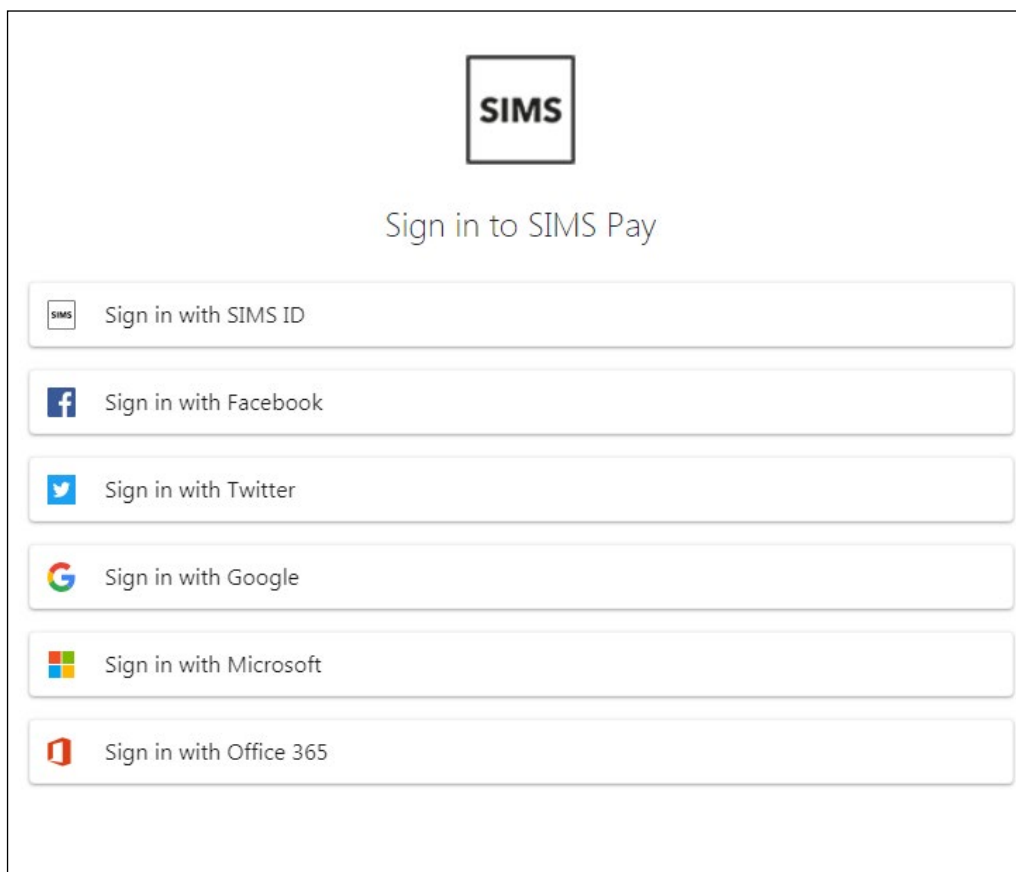 SIMS
Sign in to SIMS Pay
SIMS Sign in with SIMS ID
Sign in with Facebook
Sign in with Twitter
Sign in with Google
Sign in with Microsoft
Sign in with Office 365